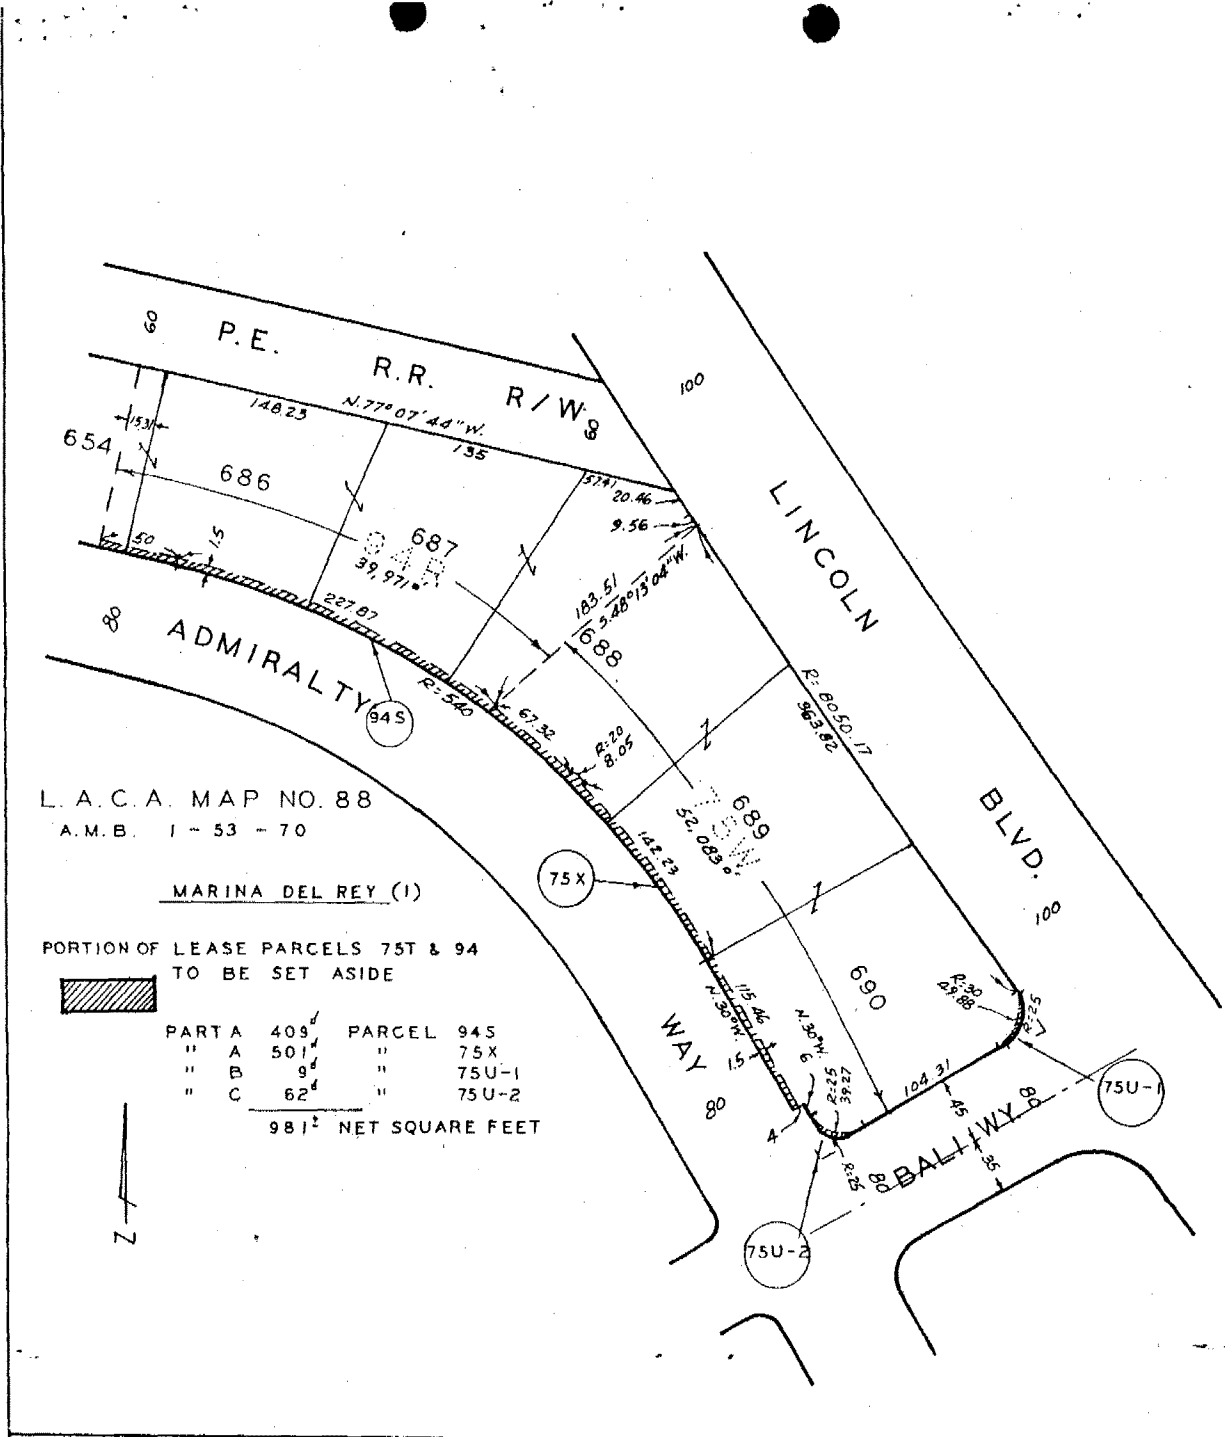 60
P.E. R.R. R/W
60
100
148.23
N.77°07'44"W.
135
57.41
20.46
9.56
654
686
687
94R
39,971
50
1.5
227.87
183.51
S.48°13'04"W.
688
LINCOLN
BLVD.
100
80
ADMIRALTY
94S
R=540
67.32
R=20
8.05
R=8050.17
963.82
689
75W
52,083
142.23
75X
690
L.A.C.A. MAP NO. 88
A.M.B. 1-53-70
MARINA DEL REY (1)
PORTION OF LEASE PARCELS 75T & 94
TO BE SET ASIDE
PART A 409 PARCEL 94S
" A 501 " 75X
" B 9 " 75U-1
" C 62 " 75U-2
981± NET SQUARE FEET
Z
WAY
80
115.46
N.30°W.
1.5
N.30°W.
6
4
R=25
39.27
R=25
R=30
49.88
R=25
7
104.31
45
BALI WY.
80
80
35
75U-1
75U-2